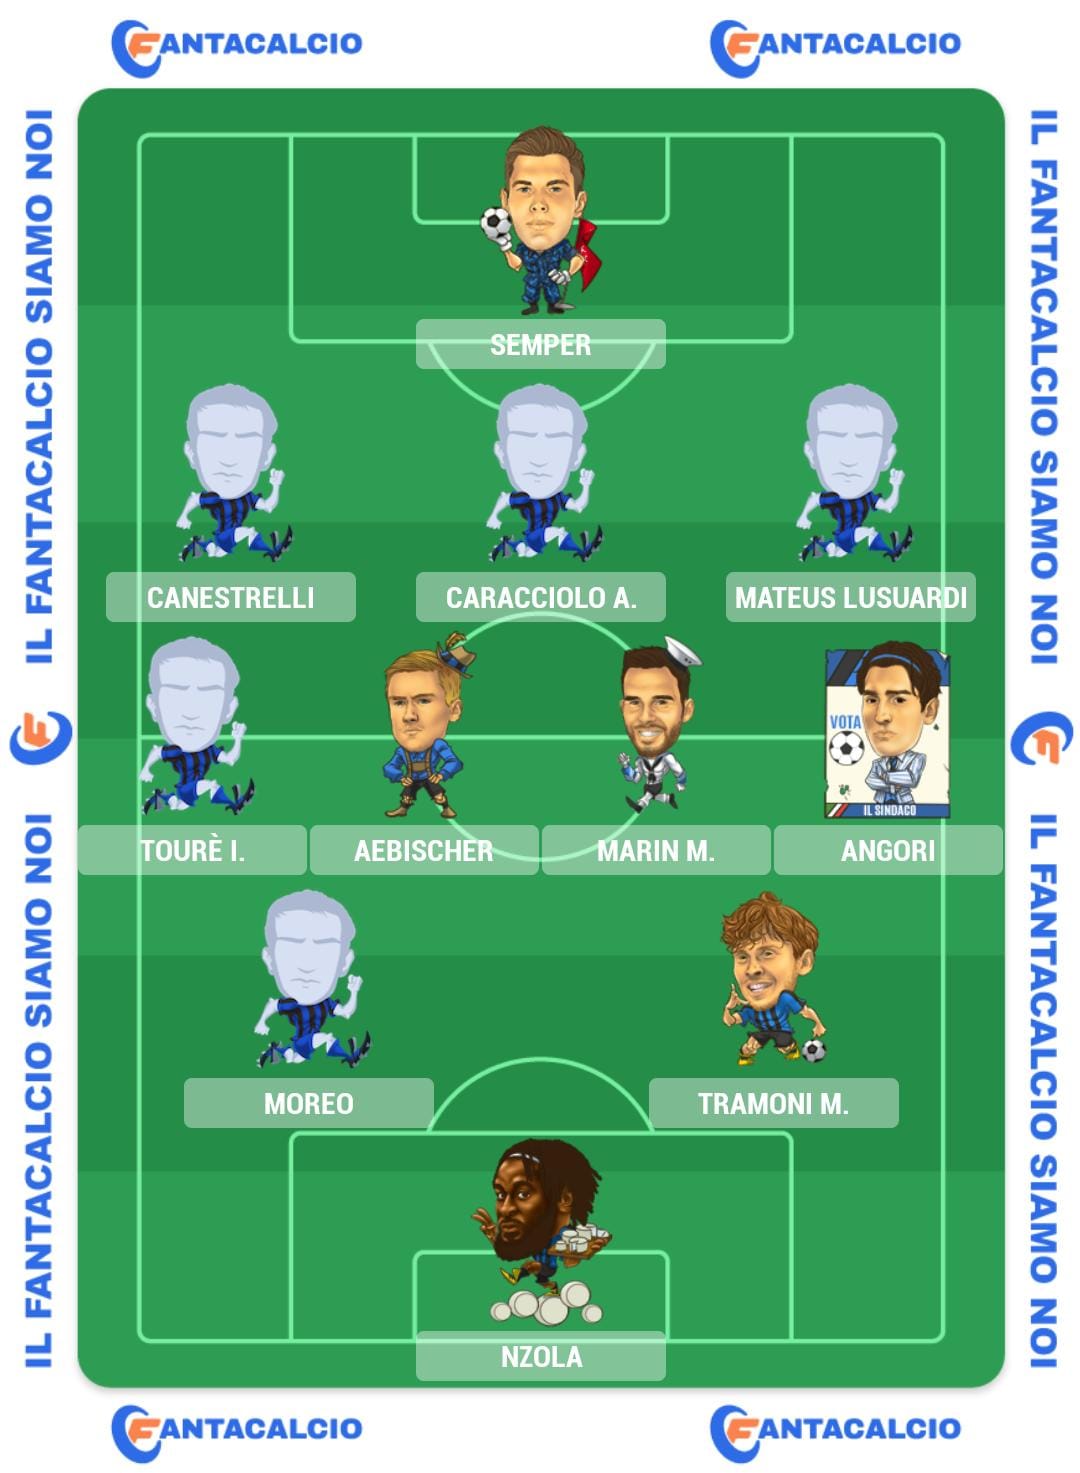 FANTACALCIO
FANTACALCIO
IL FANTACALCIO SIAMO NOI
IL FANTACALCIO SIAMO NOI
SEMPER
CANESTRELLI
CARACCIOLO A.
MATEUS LUSUARDI
VOTA
IL SINDACO
TOURÈ I.
AEBISCHER
MARIN M.
ANGORI
IL FANTACALCIO SIAMO NOI
IL FANTACALCIO SIAMO NOI
MOREO
TRAMONI M.
NZOLA
FANTACALCIO
FANTACALCIO